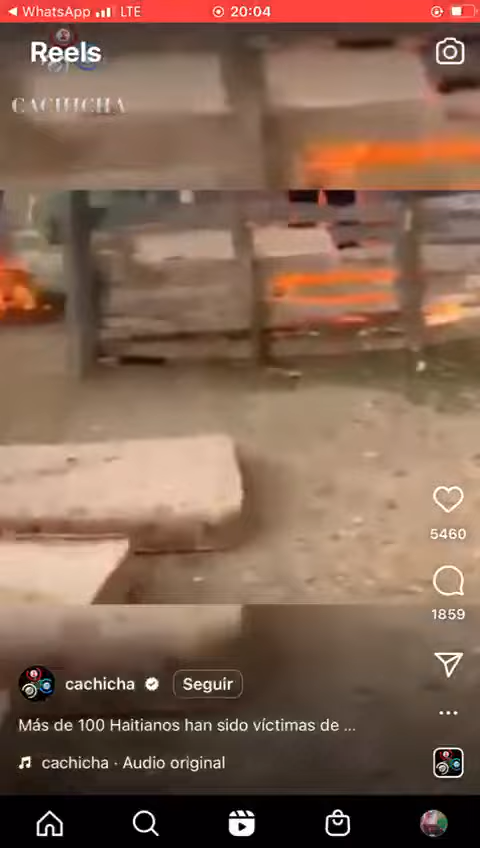 WhatsApp LTE 20:04
Reels
CACHICHA
5460
1859
cachicha Seguir
Más de 100 Haitianos han sido víctimas de ...
cachicha · Audio original